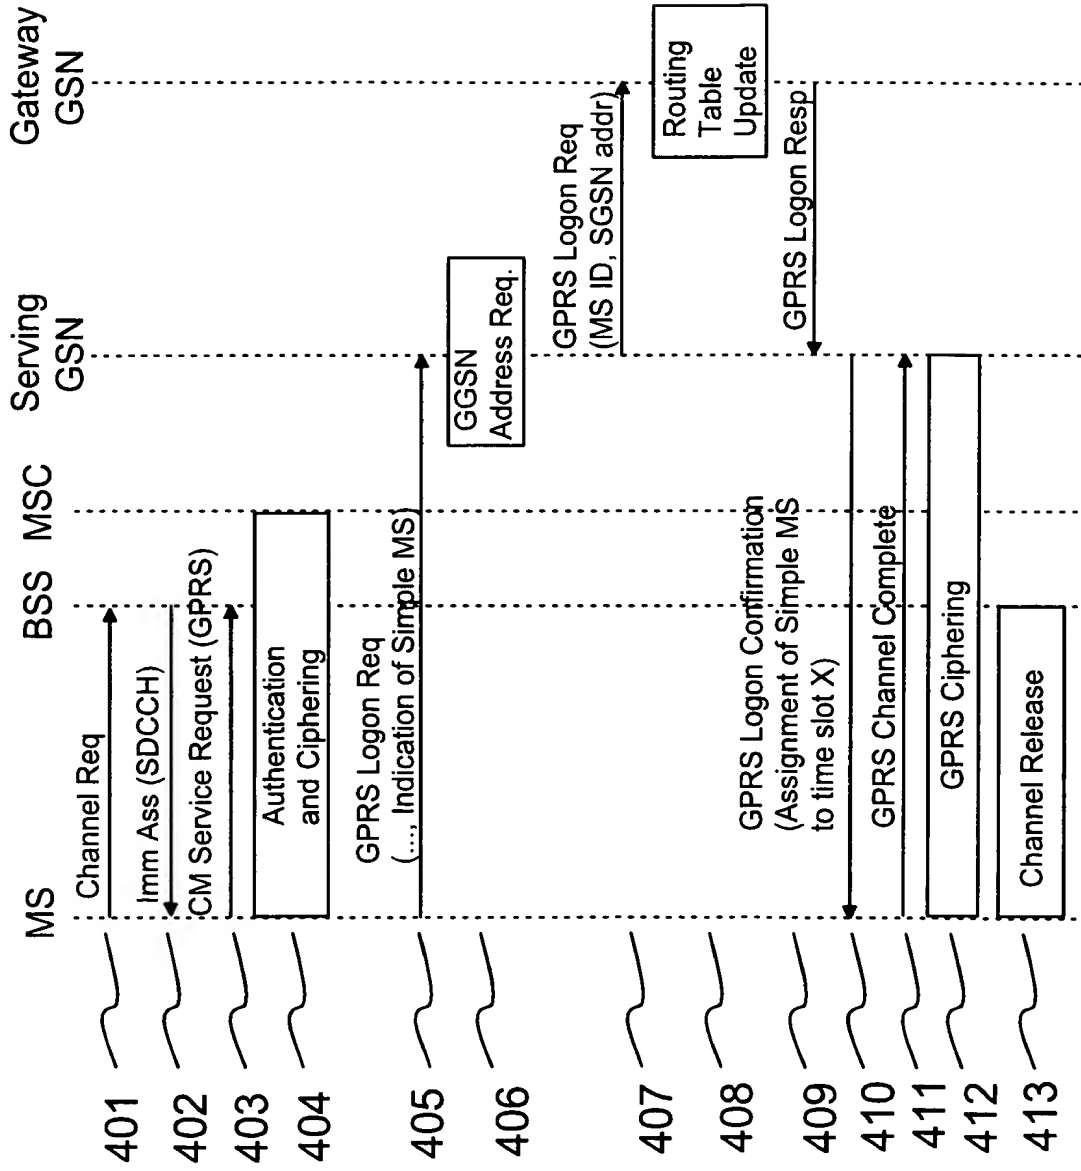 MS
BSS
MSC
Serving
GSN
Gateway
GSN
401
Channel Req
402
Imm Ass (SDCCH)
403
CM Service Request (GPRS)
404
Authentication
and Ciphering
405
GPRS Logon Req
(..., Indication of Simple MS)
406
GGSN
Address Req.
407
GPRS Logon Req
(MS ID, SGSN addr)
408
Routing
Table
Update
409
GPRS Logon Resp
410
GPRS Logon Confirmation
(Assignment of Simple MS
to time slot X)
411
GPRS Channel Complete
412
GPRS Ciphering
413
Channel Release